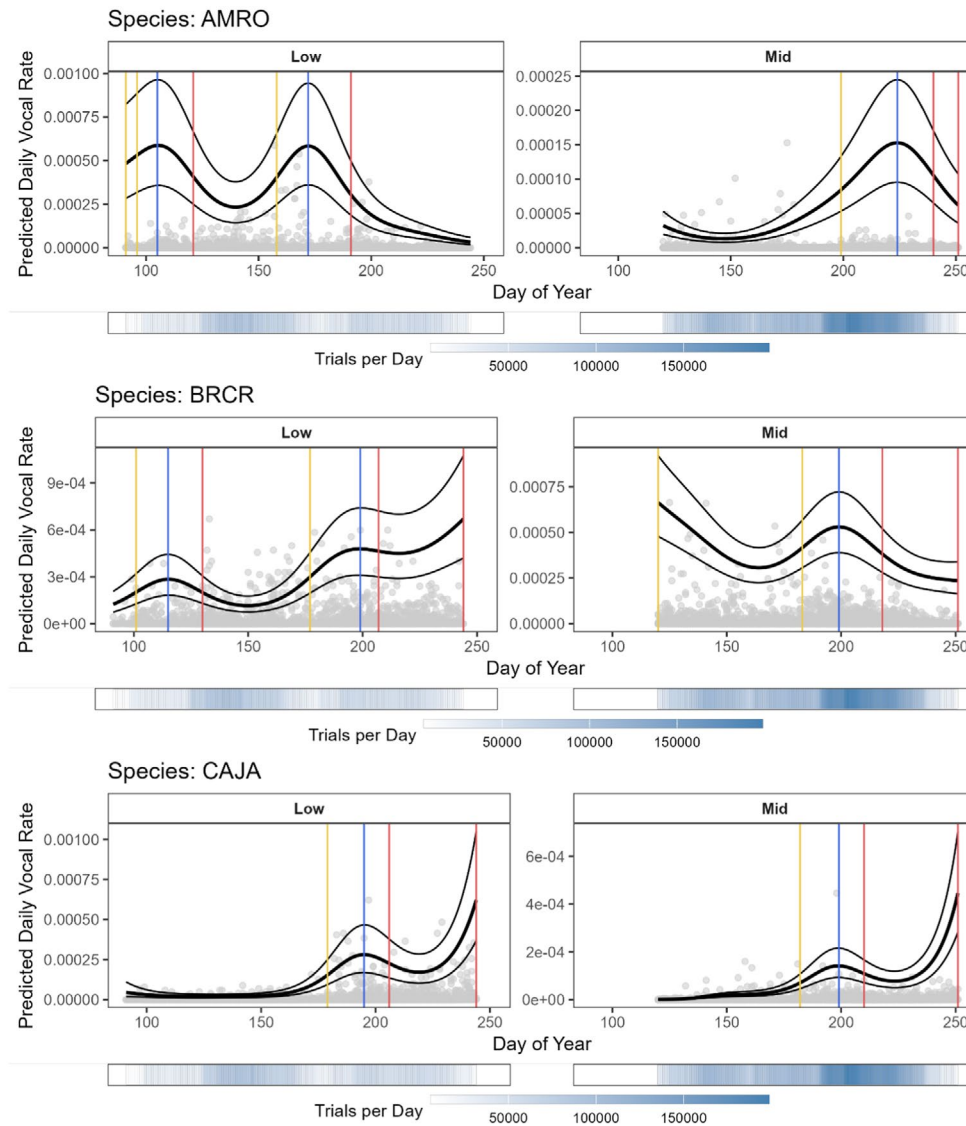 Species: AMRO
Low
Mid
Predicted Daily Vocal Rate
0.00100
0.00075
0.00050
0.00025
0.00000
0.00025
0.00020
0.00015
0.00010
0.00005
0.00000
100 150 200 250
100 150 200 250
Day of Year
Trials per Day 50000 100000 150000
Species: BRCR
Low
Mid
Predicted Daily Vocal Rate
9e-04
6e-04
3e-04
0e+00
0.00075
0.00050
0.00025
0.00000
100 150 200 250
100 150 200 250
Day of Year
Trials per Day 50000 100000 150000
Species: CAJA
Low
Mid
Predicted Daily Vocal Rate
0.00100
0.00075
0.00050
0.00025
0.00000
6e-04
4e-04
2e-04
0e+00
100 150 200 250
100 150 200 250
Day of Year
Trials per Day 50000 100000 150000